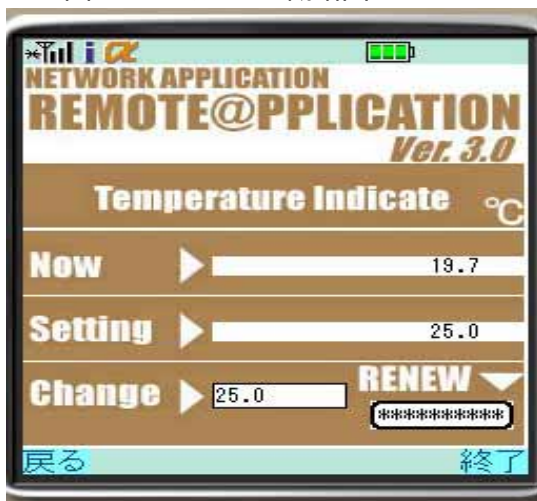 NETWORK APPLICATION
REMOTE@PPLICATION
Ver. 3.0
Temperature Indicate °C
Now 19.7
Setting 25.0
Change 25.0 RENEW
**********
戻る 終了